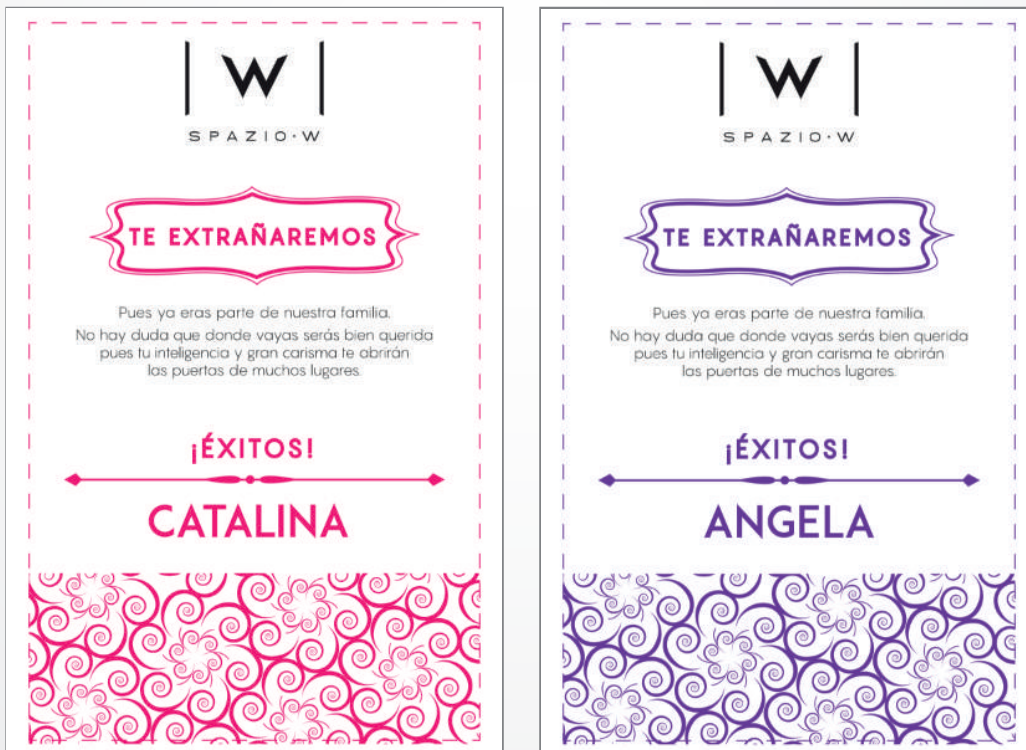 W
SPAZIO·W
TE EXTRAÑAREMOS
Pues ya eras parte de nuestra familia.
No hay duda que donde vayas serás bien querida
pues tu inteligencia y gran carisma te abrirán
las puertas de muchos lugares.
¡ÉXITOS!
CATALINA
W
SPAZIO·W
TE EXTRAÑAREMOS
Pues ya eras parte de nuestra familia.
No hay duda que donde vayas serás bien querida
pues tu inteligencia y gran carisma te abrirán
las puertas de muchos lugares.
¡ÉXITOS!
ANGELA